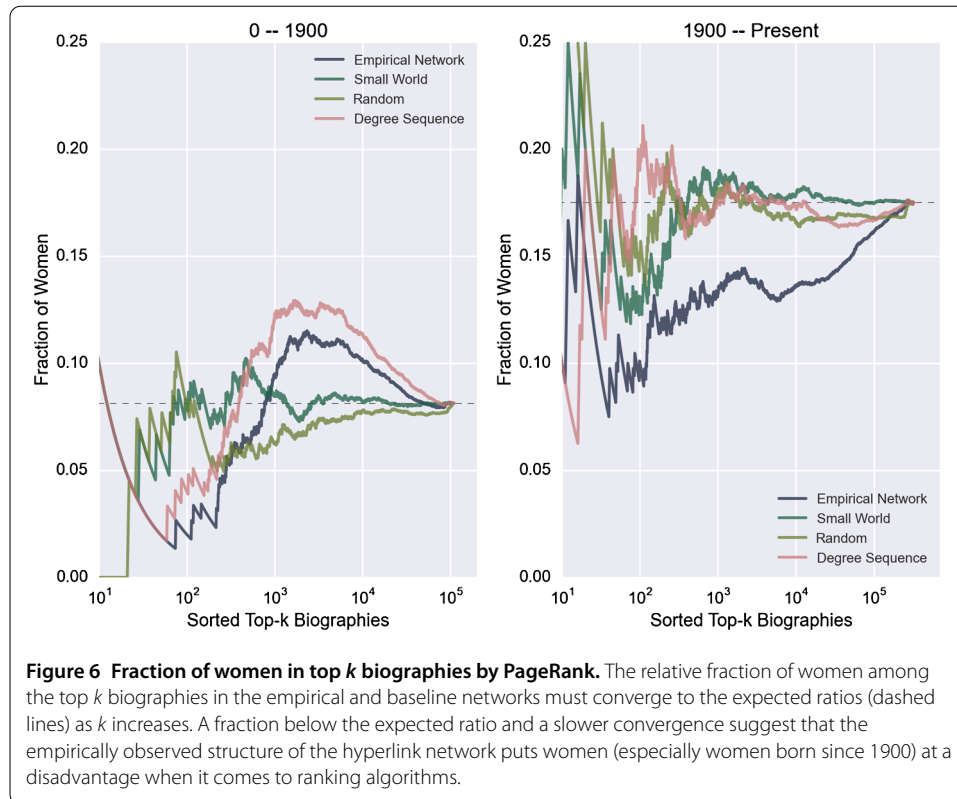 0 -- 1900
1900 -- Present
0.25
0.20
0.15
0.10
0.05
0.00
Fraction of Women
Empirical Network
Small World
Random
Degree Sequence
10^1
10^2
10^3
10^4
10^5
Sorted Top-k Biographies
0.25
0.20
0.15
0.10
0.05
0.00
Fraction of Women
Empirical Network
Small World
Random
Degree Sequence
10^1
10^2
10^3
10^4
10^5
Sorted Top-k Biographies
Figure 6 Fraction of women in top k biographies by PageRank. The relative fraction of women among
the top k biographies in the empirical and baseline networks must converge to the expected ratios (dashed
lines) as k increases. A fraction below the expected ratio and a slower convergence suggest that the
empirically observed structure of the hyperlink network puts women (especially women born since 1900) at a
disadvantage when it comes to ranking algorithms.